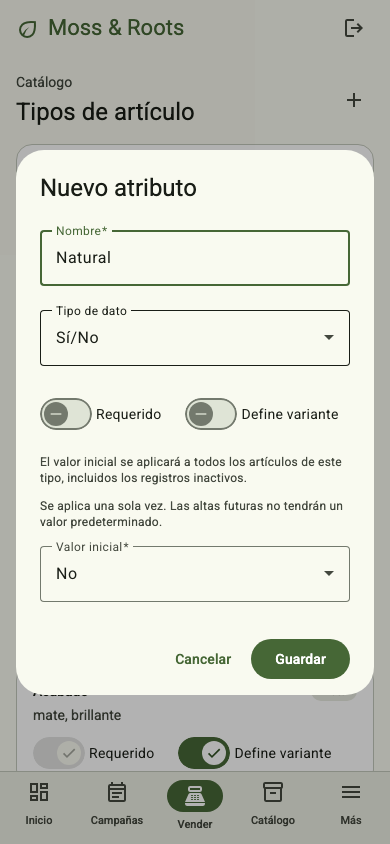 Moss & Roots
Catálogo
Tipos de artículo
Nuevo atributo
Nombre*
Natural
Tipo de dato
Sí/No
Requerido
Define variante
El valor inicial se aplicará a todos los artículos de este
tipo, incluidos los registros inactivos.
Se aplica una sola vez. Las altas futuras no tendrán un
valor predeterminado.
Valor inicial*
No
Cancelar
Guardar
mate, brillante
Requerido
Define variante
Inicio
Campañas
Vender
Catálogo
Más